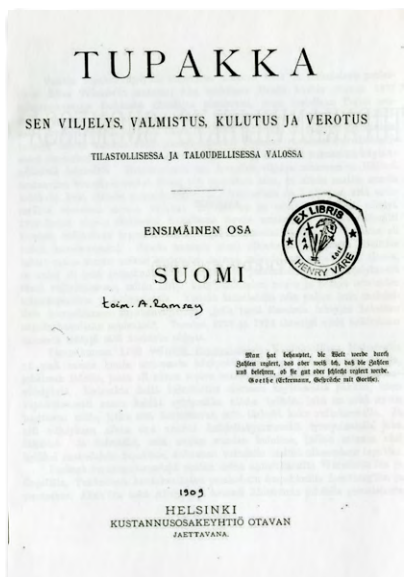 TUPAKKA
SEN VILJELYS, VALMISTUS, KULUTUS JA VEROTUS
TILASTOLLISESSA JA TALOUDELLISESSA VALOSSA
ENSIMÄINEN OSA
SUOMI
toim. A. Ramsay
EX LIBRIS
HENRY VÄRE
Man hat behauptet, die Welt werde durch
Zahlen regiert, das aber weiß ich, daß die Zahlen
uns belehren, ob sie gut oder schlecht regiert werde.
Goethe (Eckermann, Gespräche mit Goethe).
1909
HELSINKI
KUSTANNUSOSAKEYHTIÖ OTAVAN
JAETTAVANA.